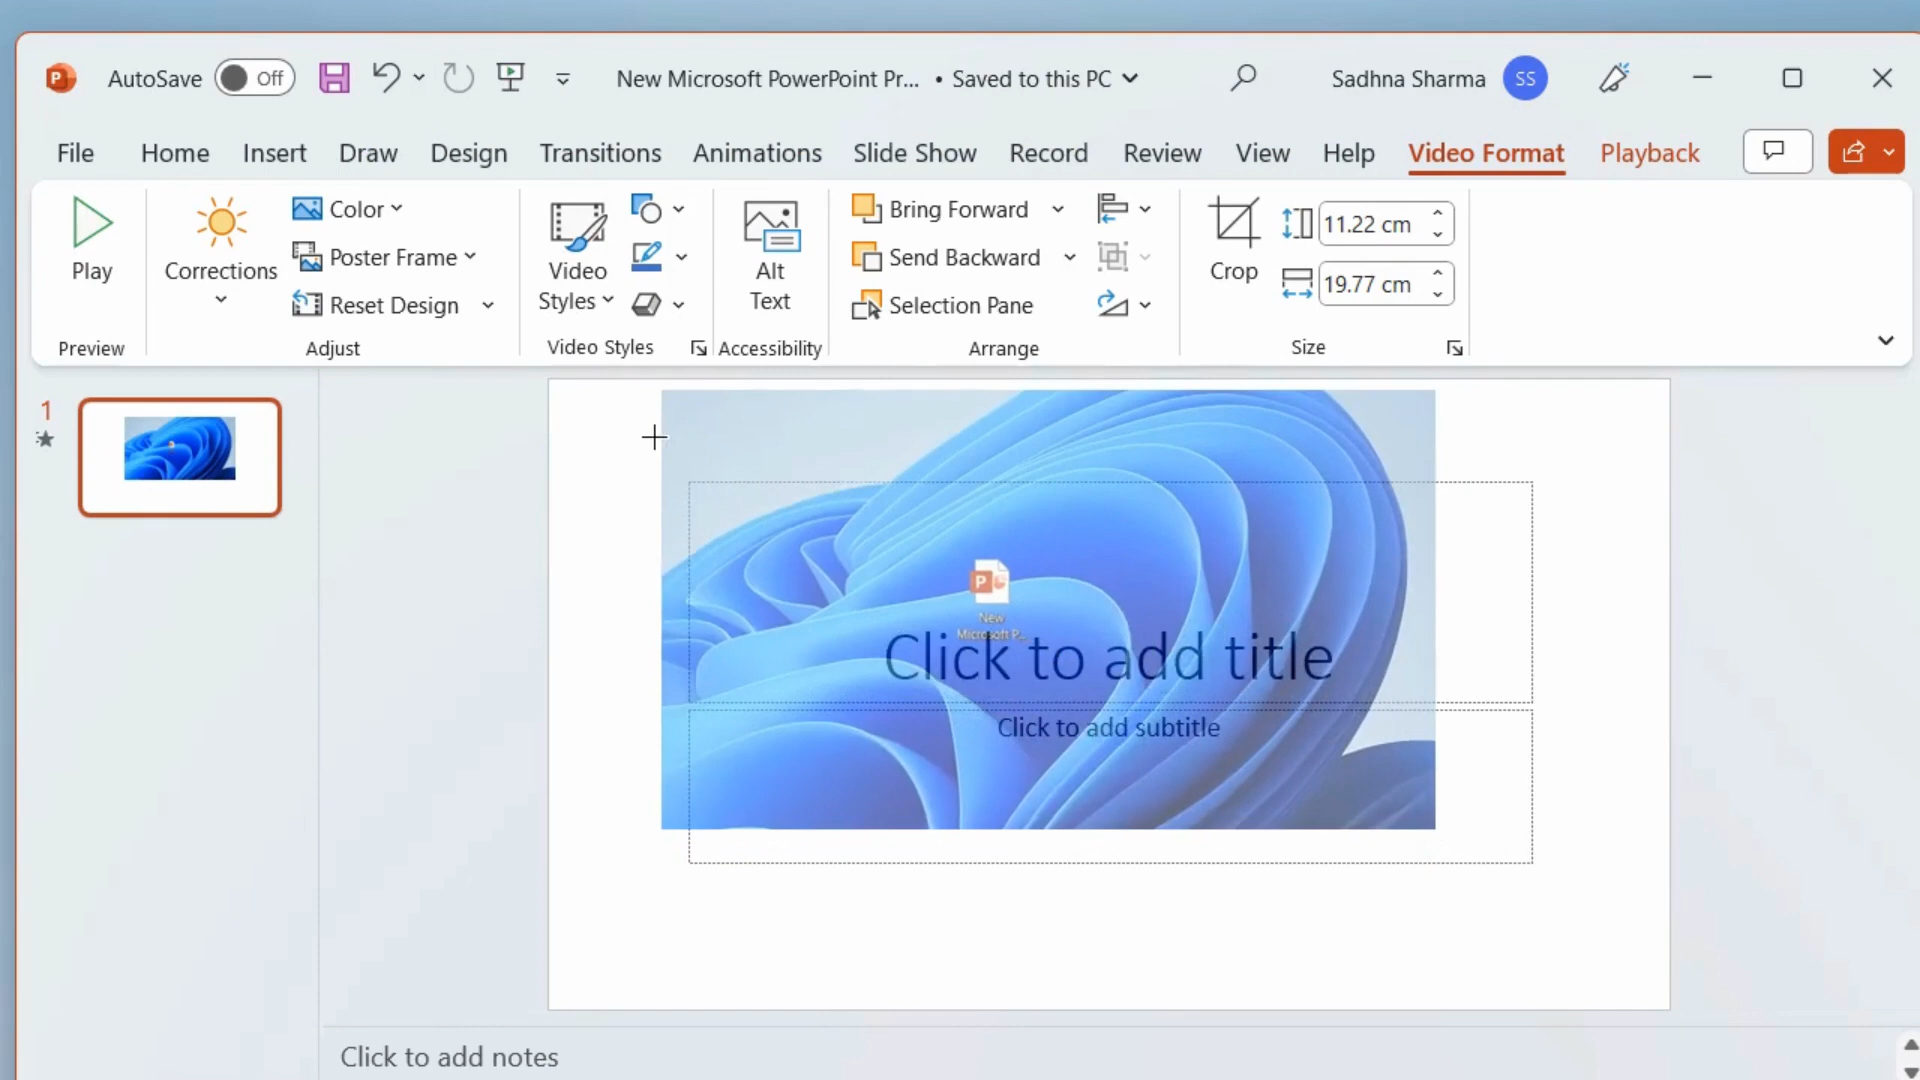 AutoSave Off New Microsoft PowerPoint Pr... • Saved to this PC Sadhna Sharma SS
File Home Insert Draw Design Transitions Animations Slide Show Record Review View Help Video Format Playback
Play
Preview
Corrections
Color
Poster Frame
Reset Design
Adjust
Video
Styles
Video Styles
Alt
Text
Accessibility
Bring Forward
Send Backward
Selection Pane
Arrange
Crop
11.22 cm
19.77 cm
Size
1
P
New
Microsoft P...
Click to add title
Click to add subtitle
Click to add notes